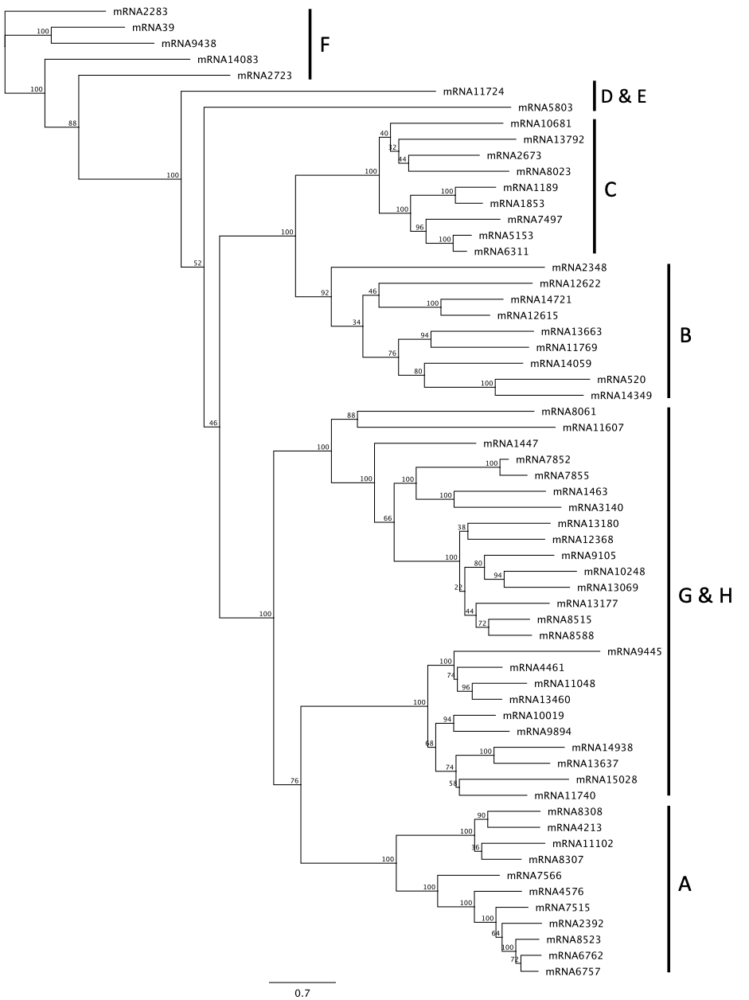 mRNA2283
mRNA39
100
mRNA9438
F
mRNA14083
100
mRNA2723
88
mRNA11724
D & E
mRNA5803
100
mRNA10681
40
mRNA13792
32
mRNA2673
44
mRNA8023
100
mRNA1189
100
C
mRNA1853
100
mRNA7497
96
mRNA5153
100
mRNA6311
100
52
mRNA2348
92
mRNA12622
46
mRNA14721
100
mRNA12615
34
mRNA13663
94
B
mRNA11769
76
mRNA14059
80
mRNA520
100
mRNA14349
46
mRNA8061
88
mRNA11607
100
mRNA1447
100
mRNA7852
100
mRNA7855
100
mRNA1463
100
mRNA3140
66
mRNA13180
38
mRNA12368
100
mRNA9105
80
mRNA10248
94
mRNA13069
22
mRNA13177
44
G & H
mRNA8515
72
mRNA8588
100
mRNA9445
100
mRNA4461
74
mRNA11048
96
mRNA13460
100
mRNA10019
94
mRNA9894
68
mRNA14938
100
mRNA13637
74
mRNA15028
58
mRNA11740
76
mRNA8308
90
mRNA4213
100
mRNA11102
36
mRNA8307
100
mRNA7566
100
mRNA4576
100
A
mRNA7515
100
mRNA2392
64
mRNA8523
100
mRNA6762
72
mRNA6757
0.7